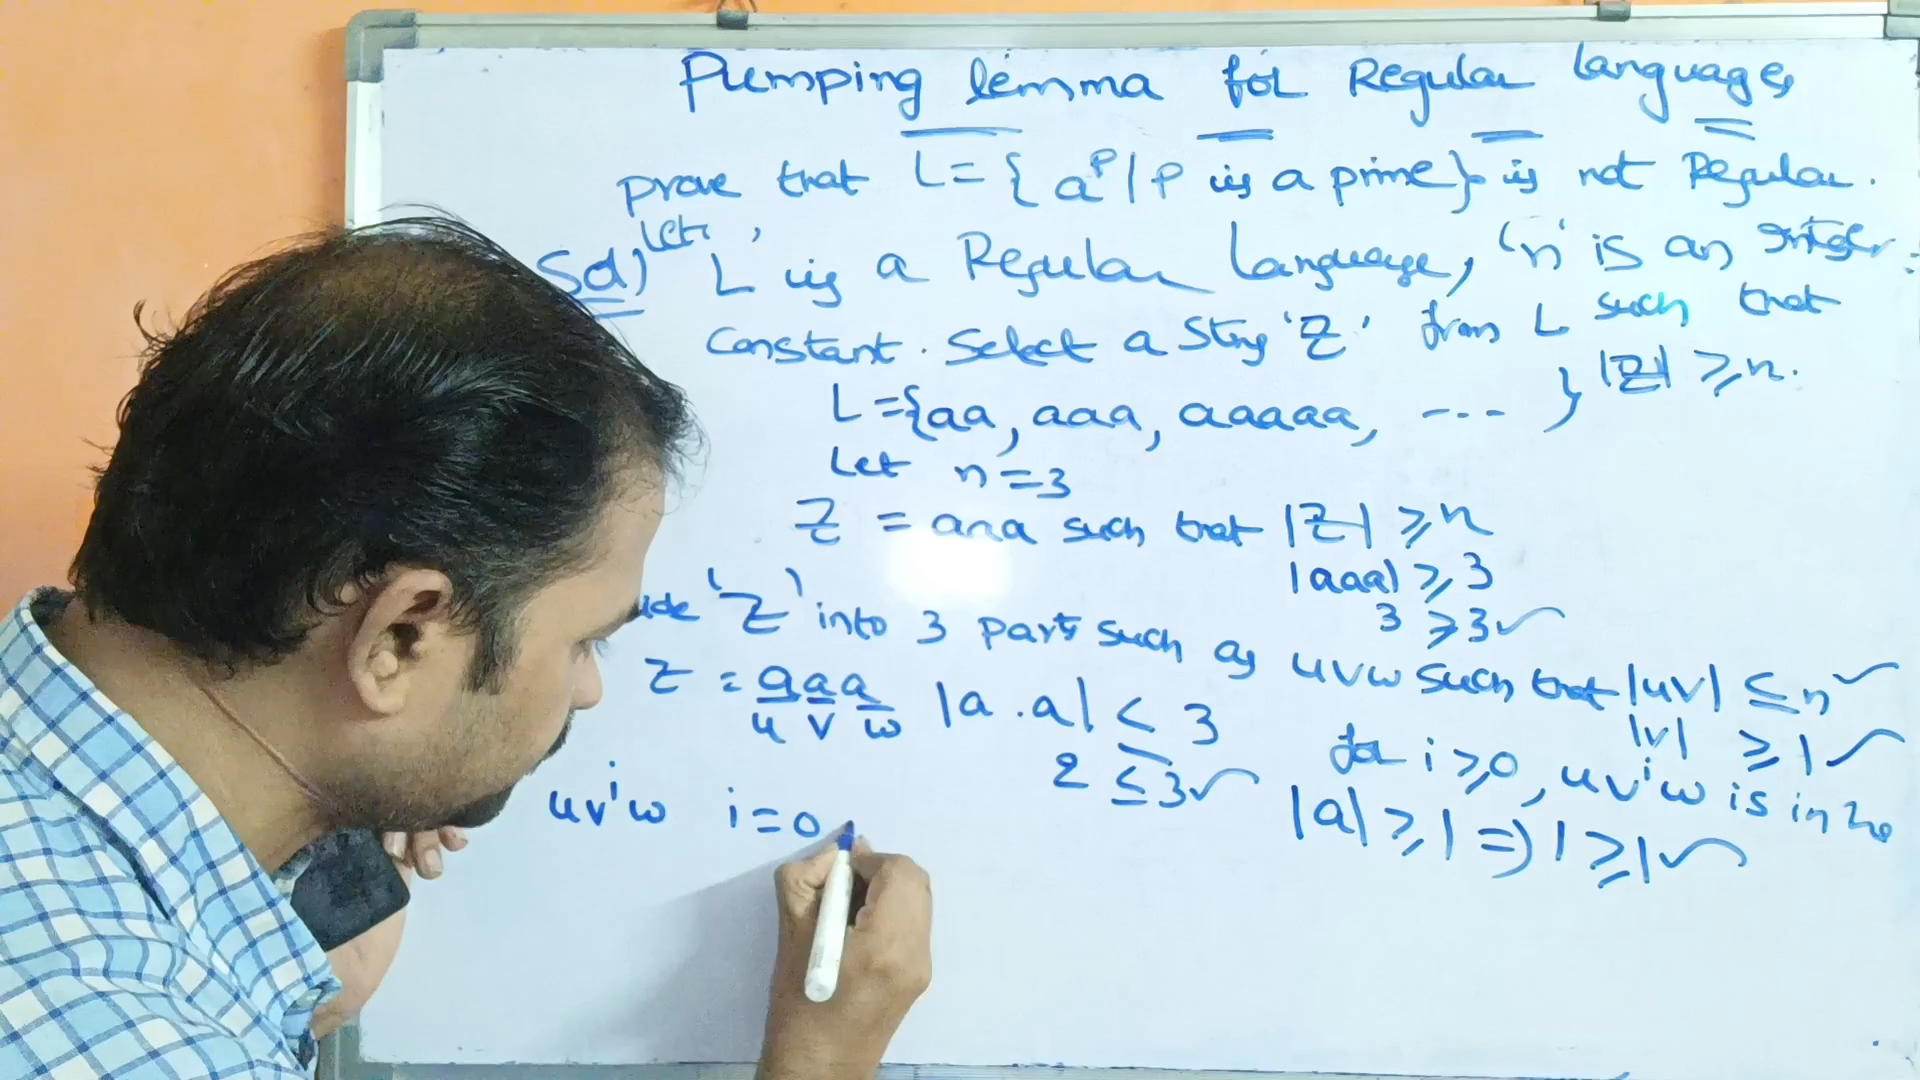 Pumping lemma for Regular Languages
prove that L = { a^p | p is a prime} is not Regular.
Sol) Let, L is a Regular Language, 'n' is an Integer
constant. Select a string 'Z' from L such that
|Z| ≥ n.
L = {aa, aaa, aaaaa, ---- }
Let n = 3
Z = aaa such that |Z| ≥ n
|aaa| ≥ 3
3 ≥ 3 ✓
'Z' into 3 parts such as uvw such that |uv| ≤ n ✓
|v| ≥ 1 ✓
Z = a a a |a . a| ≤ 3
u v w
2 ≤ 3 ✓
for i ≥ 0, uv^i w is in L
|a| ≥ 1 => 1 ≥ 1 ✓
uv^i w i = 0